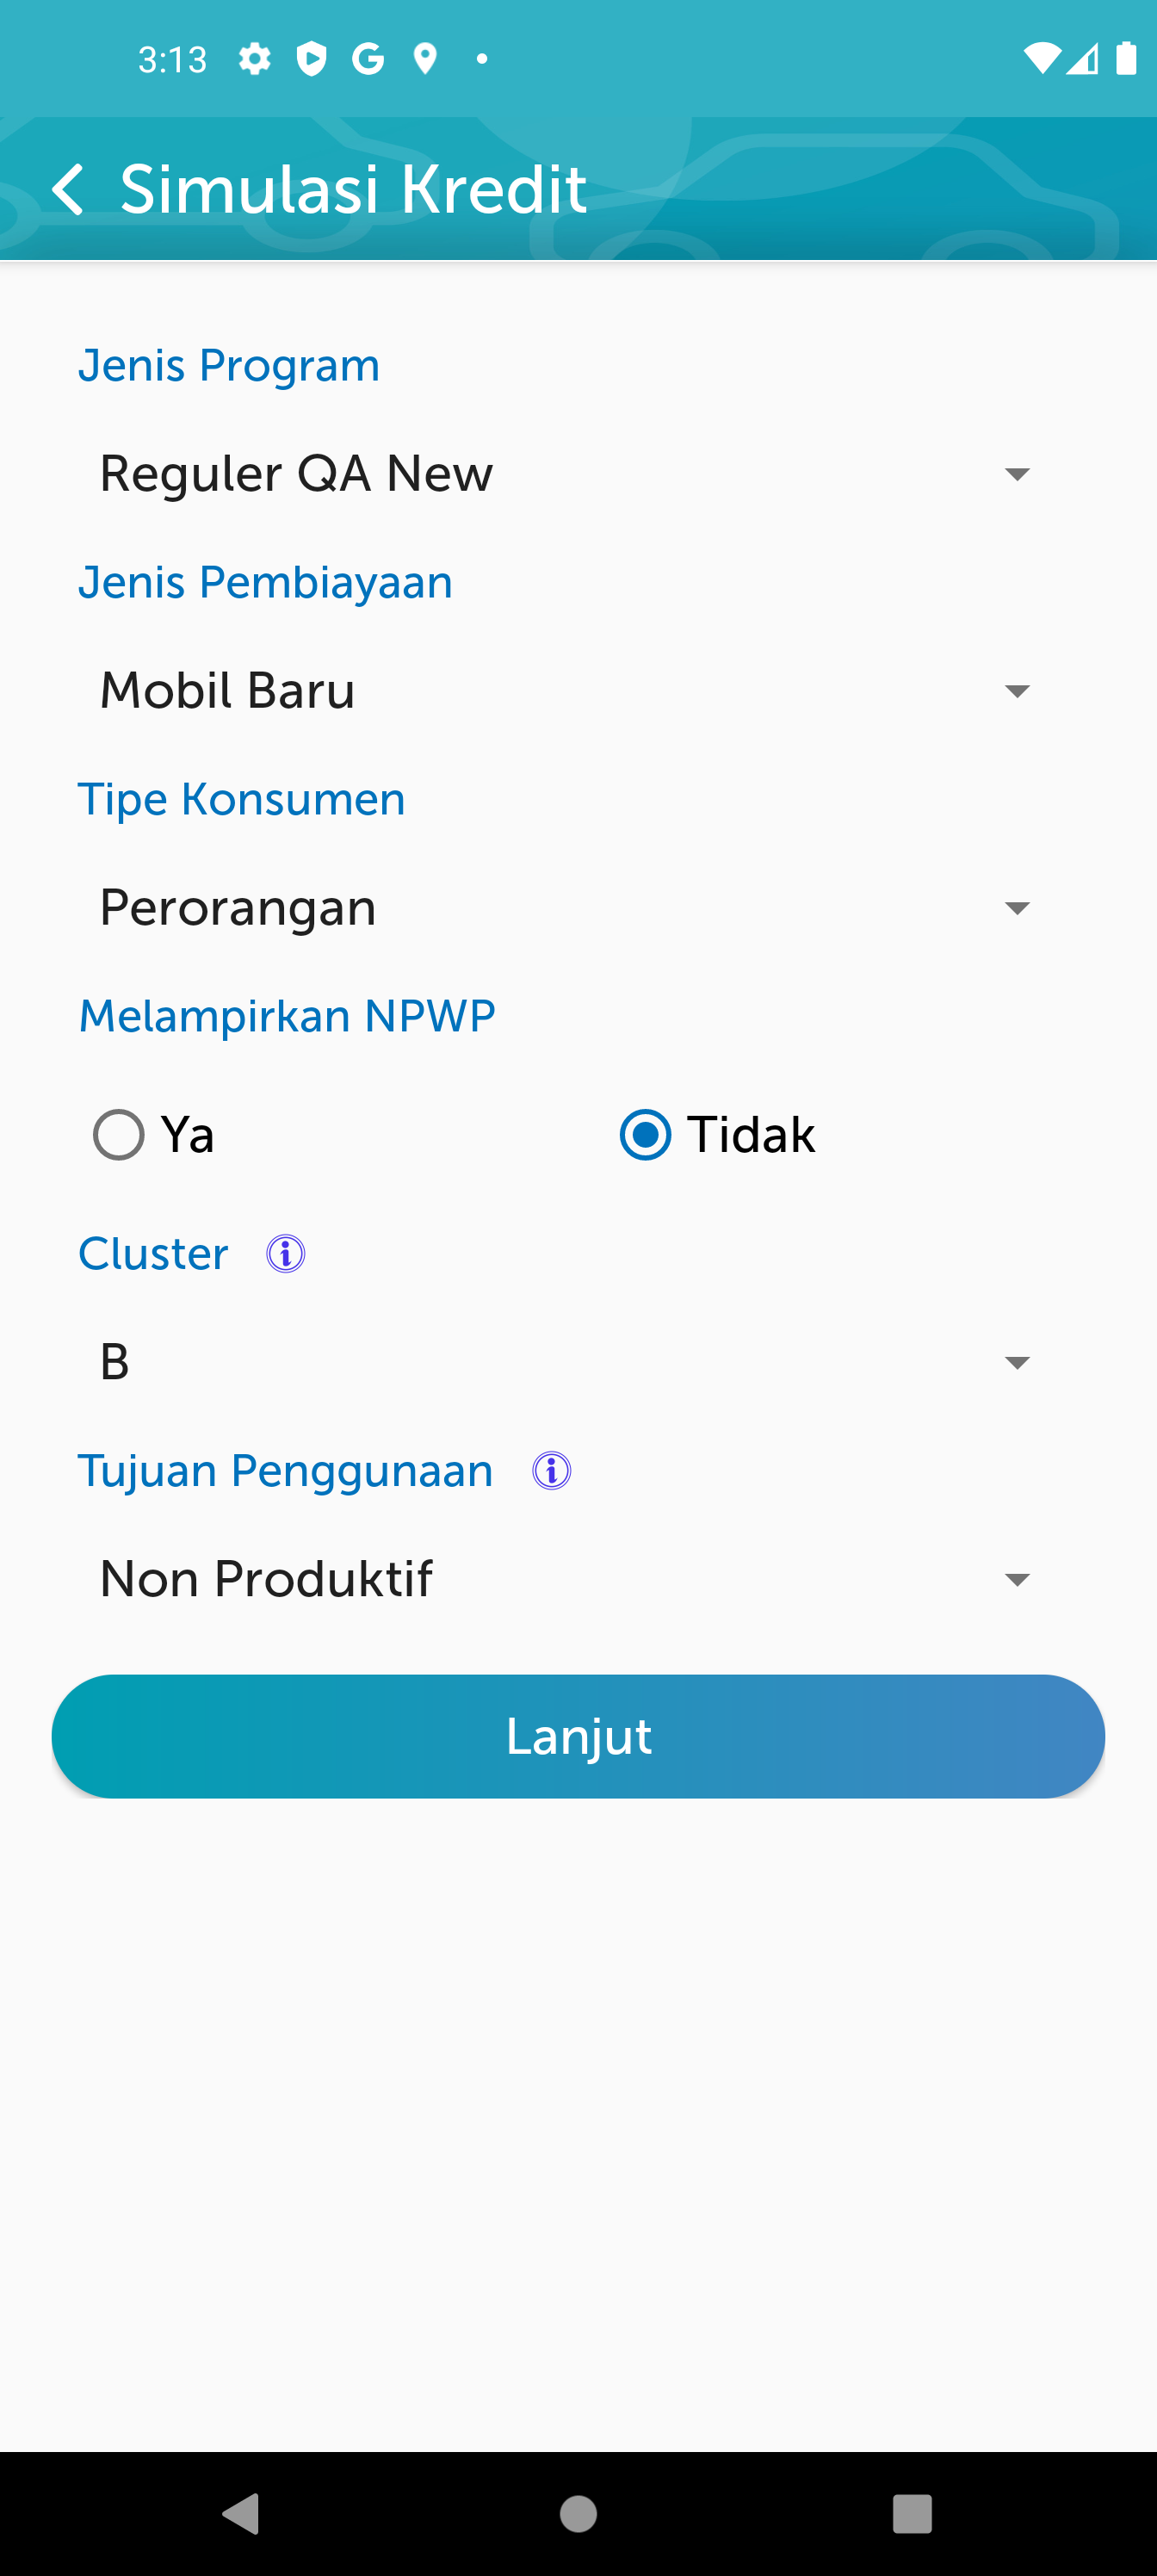 3:13
Simulasi Kredit
Jenis Program
Reguler QA New
Jenis Pembiayaan
Mobil Baru
Tipe Konsumen
Perorangan
Melampirkan NPWP
Ya Tidak
Cluster
B
Tujuan Penggunaan
Non Produktif
Lanjut